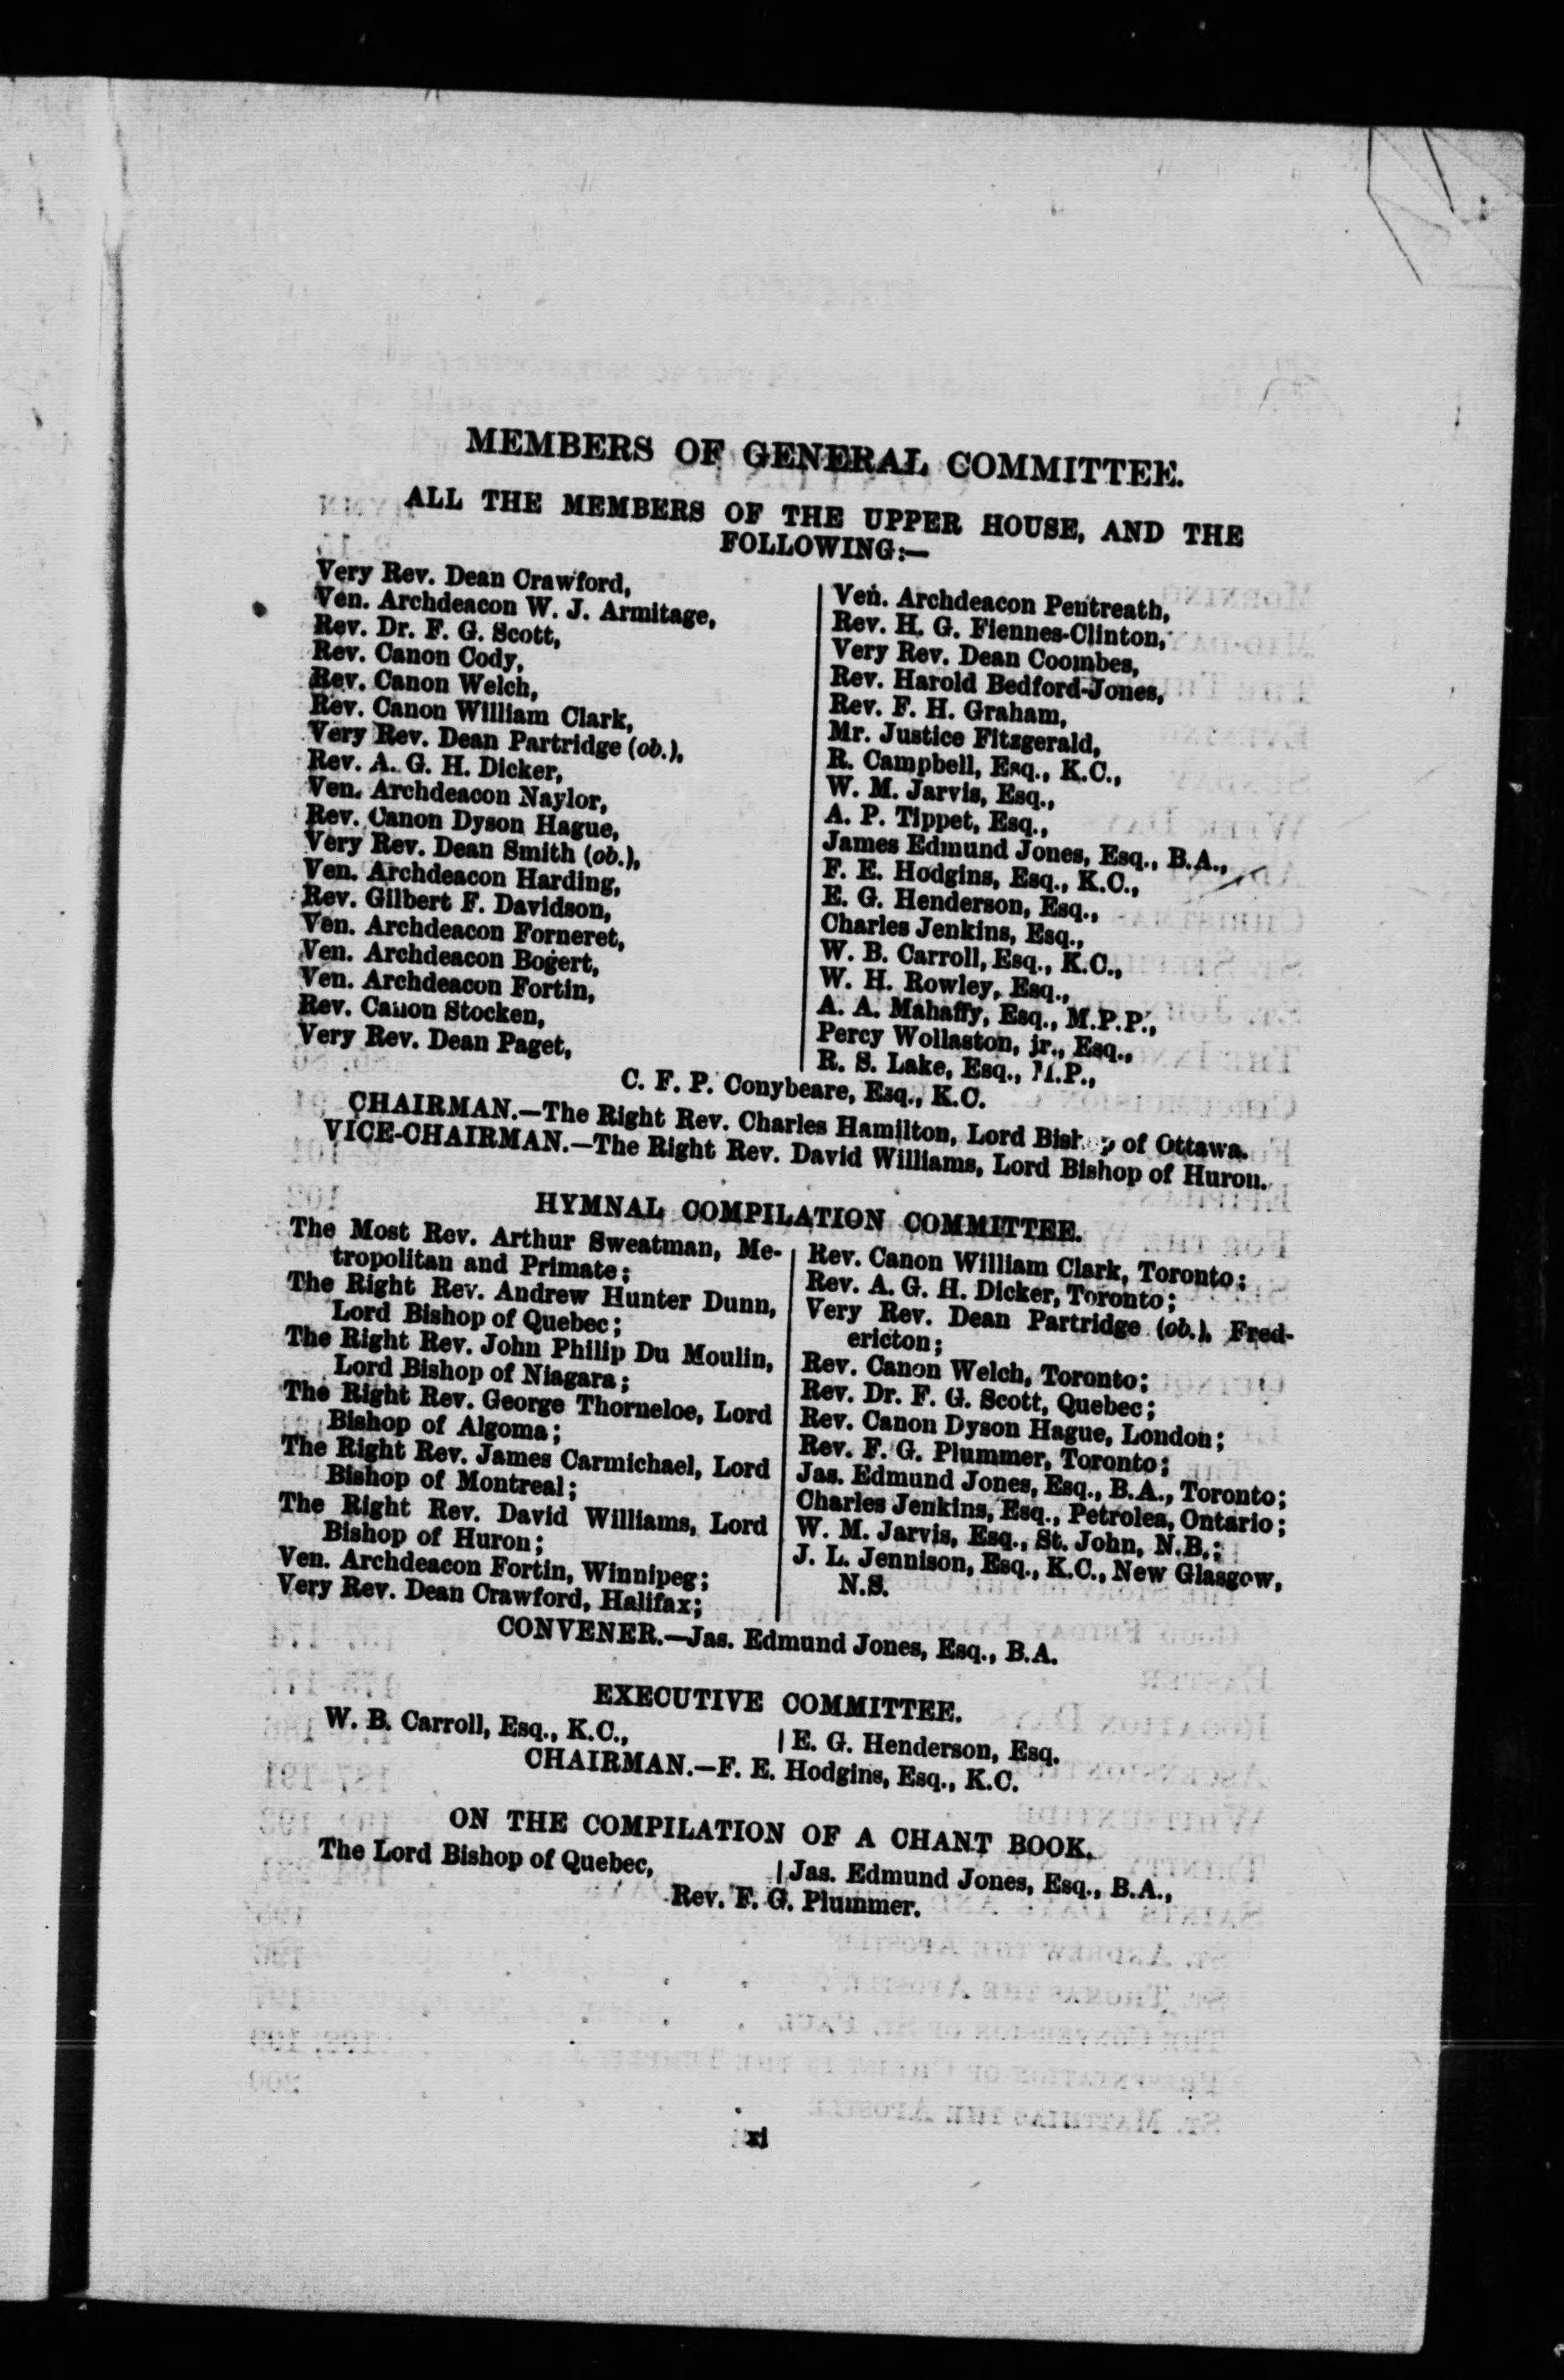 MEMBERS OF GENERAL COMMITTEE.
ALL THE MEMBERS OF THE UPPER HOUSE, AND THE
FOLLOWING:—
Very Rev. Dean Crawford,
Ven. Archdeacon W. J. Armitage,
Rev. Dr. F. G. Scott,
Rev. Canon Cody,
Rev. Canon Welch,
Rev. Canon William Clark,
Very Rev. Dean Partridge (ob.),
Rev. A. G. H. Dicker,
Ven. Archdeacon Naylor,
Rev. Canon Dyson Hague,
Very Rev. Dean Smith (ob.),
Ven. Archdeacon Harding,
Rev. Gilbert F. Davidson,
Ven. Archdeacon Forneret,
Ven. Archdeacon Bogert,
Ven. Archdeacon Fortin,
Rev. Canon Stocken,
Very Rev. Dean Paget,
Ven. Archdeacon Pentreath,
Rev. H. G. Fiennes-Clinton,
Very Rev. Dean Coombes,
Rev. Harold Bedford-Jones,
Rev. F. H. Graham,
Mr. Justice Fitzgerald,
R. Campbell, Esq., K.C.,
W. M. Jarvis, Esq.,
A. P. Tippet, Esq.,
James Edmund Jones, Esq., B.A.,
F. E. Hodgins, Esq., K.C.,
E. G. Henderson, Esq.,
Charles Jenkins, Esq.,
W. B. Carroll, Esq., K.C.,
W. H. Rowley, Esq.,
A. A. Mahaffy, Esq., M.P.P.,
Percy Wollaston, jr., Esq.,
R. S. Lake, Esq., M.P.,
C. F. P. Conybeare, Esq., K.C.
CHAIRMAN.—The Right Rev. Charles Hamilton, Lord Bishop of Ottawa.
VICE-CHAIRMAN.—The Right Rev. David Williams, Lord Bishop of Huron.
HYMNAL COMPILATION COMMITTEE.
The Most Rev. Arthur Sweatman, Me-
tropolitan and Primate;
The Right Rev. Andrew Hunter Dunn,
Lord Bishop of Quebec;
The Right Rev. John Philip Du Moulin,
Lord Bishop of Niagara;
The Right Rev. George Thorneloe, Lord
Bishop of Algoma;
The Right Rev. James Carmichael, Lord
Bishop of Montreal;
The Right Rev. David Williams, Lord
Bishop of Huron;
Ven. Archdeacon Fortin, Winnipeg;
Very Rev. Dean Crawford, Halifax;
Rev. Canon William Clark, Toronto;
Rev. A. G. H. Dicker, Toronto;
Very Rev. Dean Partridge (ob.), Fred-
ericton;
Rev. Canon Welch, Toronto;
Rev. Dr. F. G. Scott, Quebec;
Rev. Canon Dyson Hague, London;
Rev. F. G. Plummer, Toronto;
Jas. Edmund Jones, Esq., B.A., Toronto;
Charles Jenkins, Esq., Petrolea, Ontario;
W. M. Jarvis, Esq., St. John, N.B.;
J. L. Jennison, Esq., K.C., New Glasgow,
N.S.
CONVENER.—Jas. Edmund Jones, Esq., B.A.
EXECUTIVE COMMITTEE.
W. B. Carroll, Esq., K.C.,
E. G. Henderson, Esq.
CHAIRMAN.—F. E. Hodgins, Esq., K.C.
ON THE COMPILATION OF A CHANT BOOK.
The Lord Bishop of Quebec,
Jas. Edmund Jones, Esq., B.A.,
Rev. F. G. Plummer.
xi